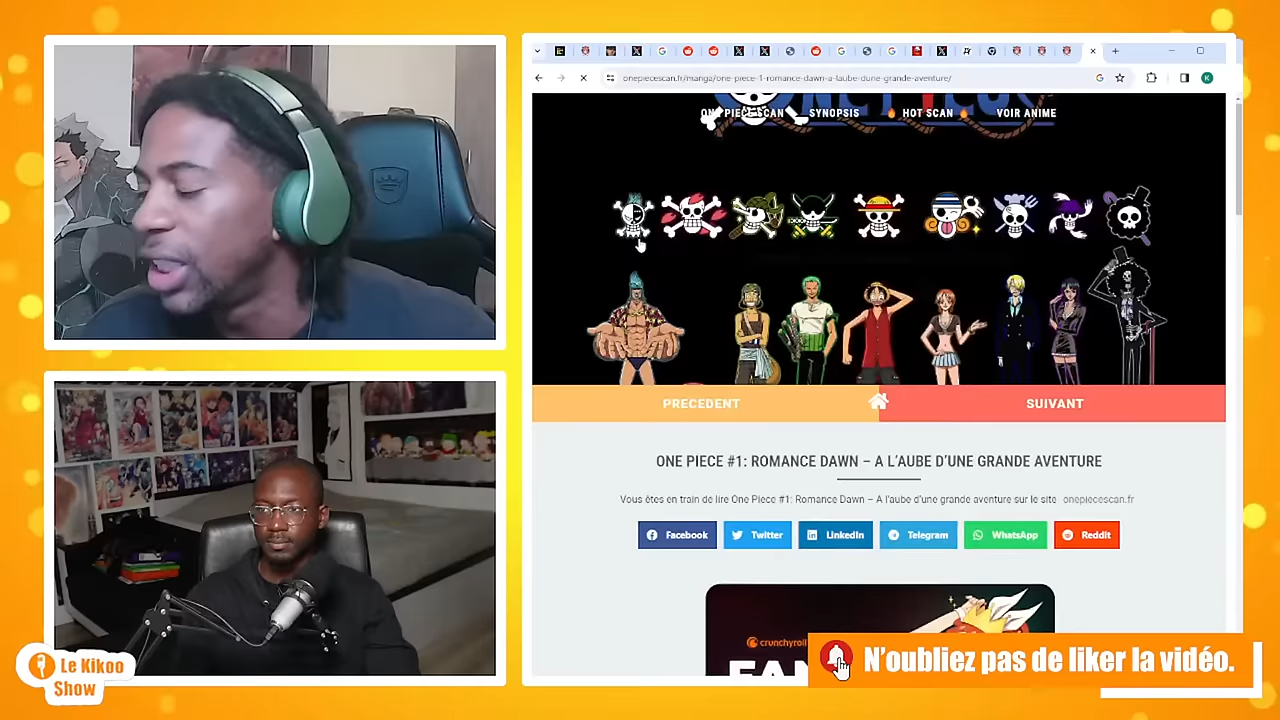 onepiecescan.fr/manga/one-piece-1-romance-dawn-a-laube-dune-grande-aventure/
ONE PIECE SCAN SYNOPSIS 🔥 HOT SCAN 🔥 VOIR ANIME
PRECEDENT SUIVANT
ONE PIECE #1: ROMANCE DAWN – A L'AUBE D'UNE GRANDE AVENTURE
Vous êtes en train de lire One Piece #1: Romance Dawn – A l'aube d'une grande aventure sur le site onepiecescan.fr
Facebook Twitter LinkedIn Telegram WhatsApp Reddit
crunchyroll
Le Kikoo
Show
N'oubliez pas de liker la vidéo.